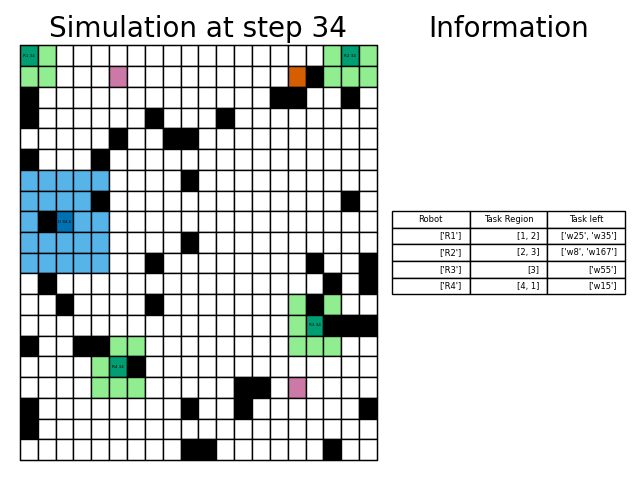 Simulation at step 34
Information
Robot Task Region Task left
['R1'] [1, 2] ['w25', 'w35']
['R2'] [2, 3] ['w8', 'w167']
['R3'] [3] ['w55']
['R4'] [4, 1] ['w15']